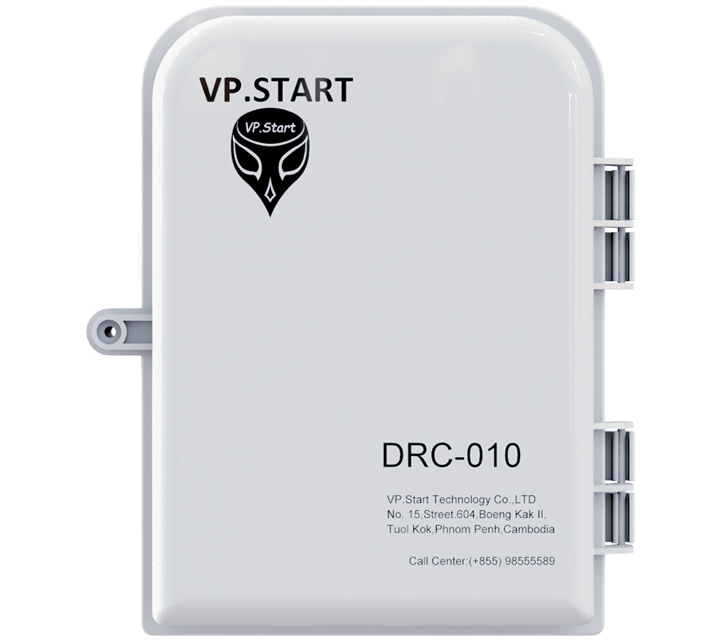 VP.START
VP.Start
DRC-010
VP.Start Technology Co.,LTD
No. 15,Street.604,Boeng Kak II,
Tuol Kok,Phnom Penh,Cambodia
Call Center:(+855) 98555589